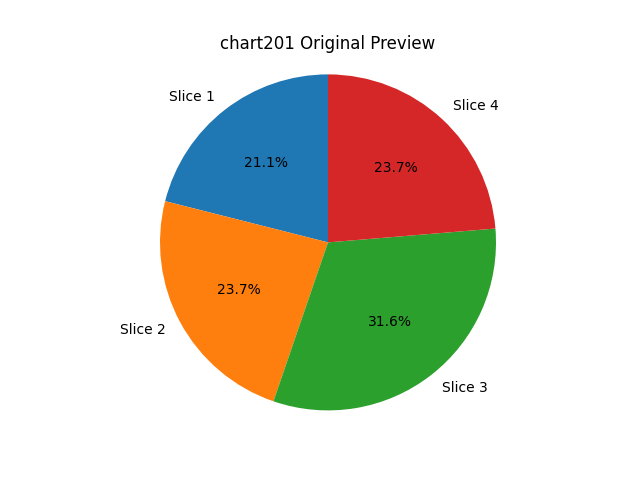 chart201 Original Preview
Slice 1
Slice 4
21.1%
23.7%
23.7%
Slice 2
31.6%
Slice 3